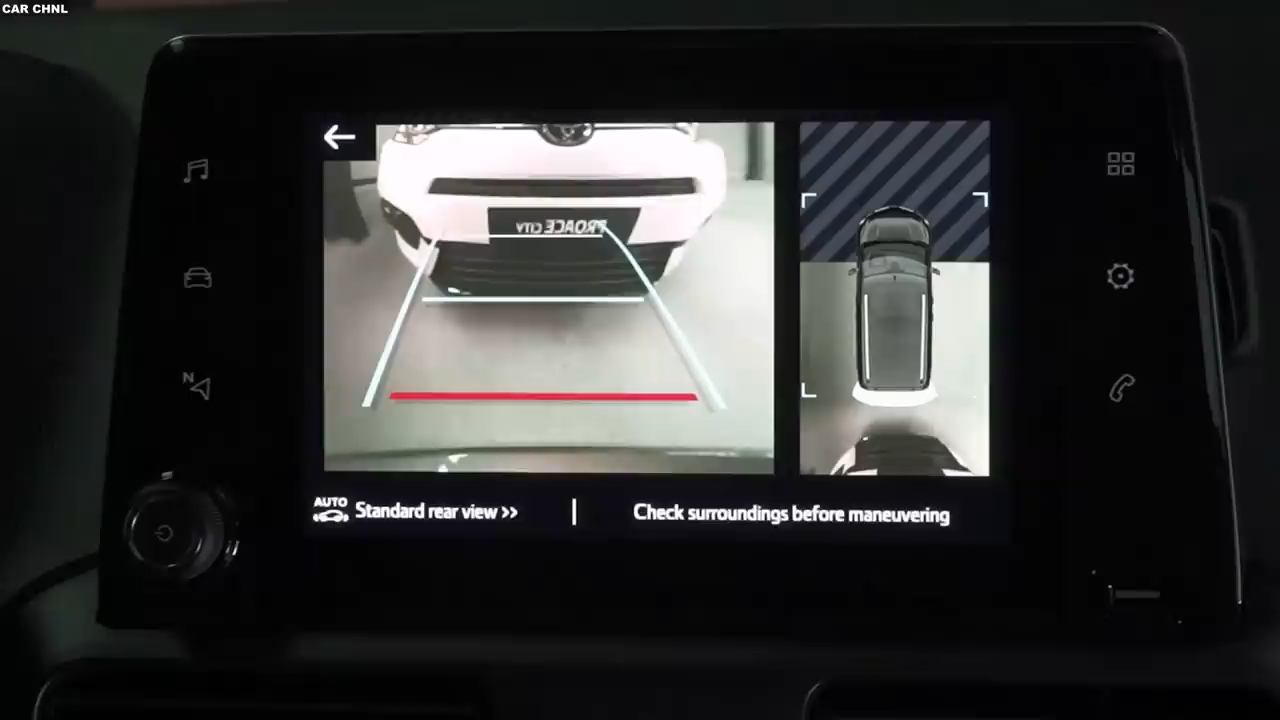 CAR CHNL
PROACE CITY
N
AUTO
Standard rear view >>
Check surroundings before maneuvering